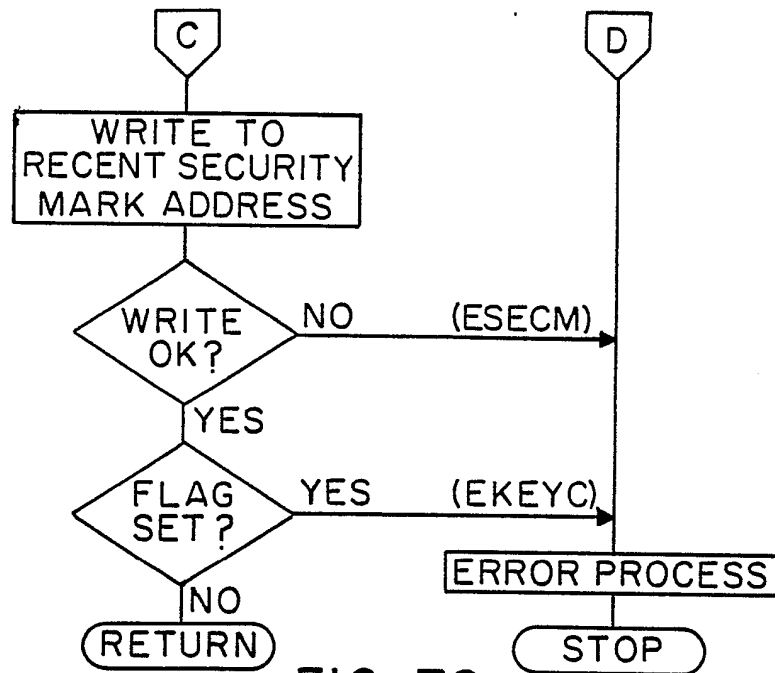 C
D
WRITE TO
RECENT SECURITY
MARK ADDRESS
WRITE
OK?
NO
(ESECM)
YES
FLAG
SET?
YES
(EKEYC)
ERROR PROCESS
NO
RETURN
STOP